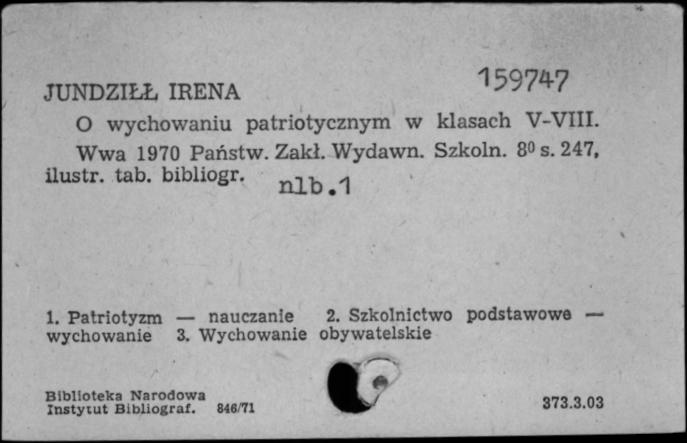 159747
JUNDZIŁŁ IRENA
O wychowaniu patriotycznym w klasach V-VIII.
Wwa 1970 Państw. Zakł. Wydawn. Szkoln. 8⁰ s. 247,
ilustr. tab. bibliogr. nlb.1
1. Patriotyzm — nauczanie 2. Szkolnictwo podstawowe —
wychowanie 3. Wychowanie obywatelskie
Biblioteka Narodowa
Instytut Bibliograf. 846/71 373.3.03